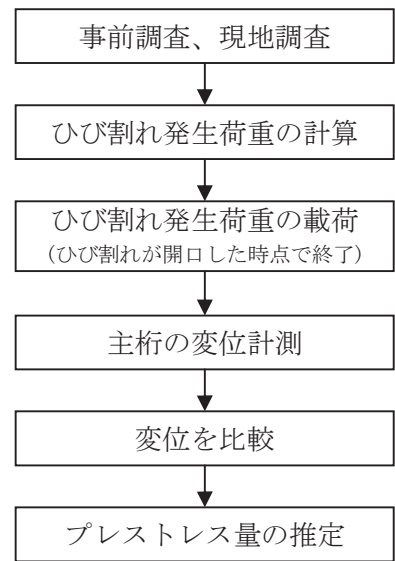 事前調査、現地調査
ひび割れ発生荷重の計算
ひび割れ発生荷重の載荷
(ひび割れが開口した時点で終了)
主桁の変位計測
変位を比較
プレストレス量の推定